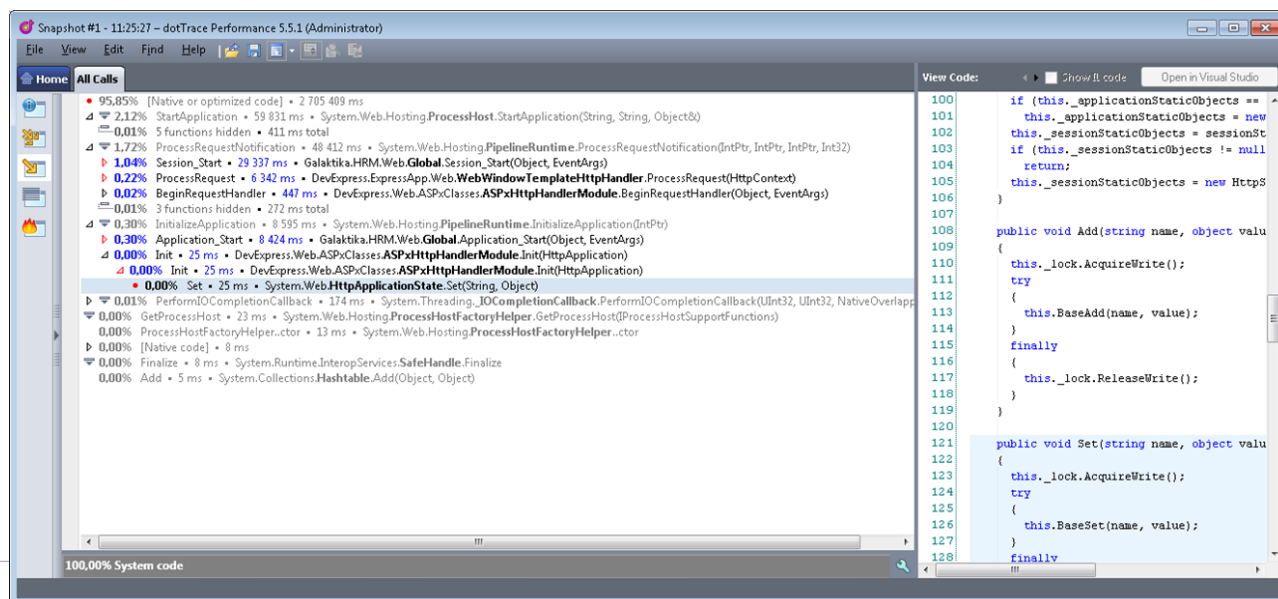 Snapshot #1 - 11:25:27 – dotTrace Performance 5.5.1 (Administrator)
File View Edit Find Help
Home All Calls
95,85% [Native or optimized code] • 2 705 409 ms
2,12% StartApplication • 59 831 ms • System.Web.Hosting.ProcessHost.StartApplication(String, String, Object&)
0,01% 5 functions hidden • 411 ms total
1,72% ProcessRequestNotification • 48 412 ms • System.Web.Hosting.PipelineRuntime.ProcessRequestNotification(IntPtr, IntPtr, IntPtr, Int32)
1,04% Session_Start • 29 337 ms • Galaktika.HRM.Web.Global.Session_Start(Object, EventArgs)
0,22% ProcessRequest • 6 342 ms • DevExpress.ExpressApp.Web.WebWindowTemplateHttpHandler.ProcessRequest(HttpContext)
0,02% BeginRequestHandler • 447 ms • DevExpress.Web.ASPxClasses.ASPxHttpHandlerModule.BeginRequestHandler(Object, EventArgs)
0,01% 3 functions hidden • 272 ms total
0,30% InitializeApplication • 8 595 ms • System.Web.Hosting.PipelineRuntime.InitializeApplication(IntPtr)
0,30% Application_Start • 8 424 ms • Galaktika.HRM.Web.Global.Application_Start(Object, EventArgs)
0,00% Init • 25 ms • DevExpress.Web.ASPxClasses.ASPxHttpHandlerModule.Init(HttpApplication)
0,00% Init • 25 ms • DevExpress.Web.ASPxClasses.ASPxHttpHandlerModule.Init(HttpApplication)
0,00% Set • 25 ms • System.Web.HttpApplicationState.Set(String, Object)
0,01% PerformIOCompletionCallback • 174 ms • System.Threading._IOCompletionCallback.PerformIOCompletionCallback(UInt32, UInt32, NativeOverlapp
0,00% GetProcessHost • 23 ms • System.Web.Hosting.ProcessHostFactoryHelper.GetProcessHost(IProcessHostSupportFunctions)
0,00% ProcessHostFactoryHelper..ctor • 13 ms • System.Web.Hosting.ProcessHostFactoryHelper..ctor
0,00% [Native code] • 8 ms
0,00% Finalize • 8 ms • System.Runtime.InteropServices.SafeHandle.Finalize
0,00% Add • 5 ms • System.Collections.Hashtable.Add(Object, Object)
100,00% System code
View Code: Show IL code Open in Visual Studio
100 if (this._applicationStaticObjects ==
101 this._applicationStaticObjects = new
102 this._sessionStaticObjects = sessionSt
103 if (this._sessionStaticObjects != null
104 return;
105 this._sessionStaticObjects = new HttpS
106 }
107
108 public void Add(string name, object valu
109 {
110 this._lock.AcquireWrite();
111 try
112 {
113 this.BaseAdd(name, value);
114 }
115 finally
116 {
117 this._lock.ReleaseWrite();
118 }
119 }
120
121 public void Set(string name, object valu
122 {
123 this._lock.AcquireWrite();
124 try
125 {
126 this.BaseSet(name, value);
127 }
128 finally